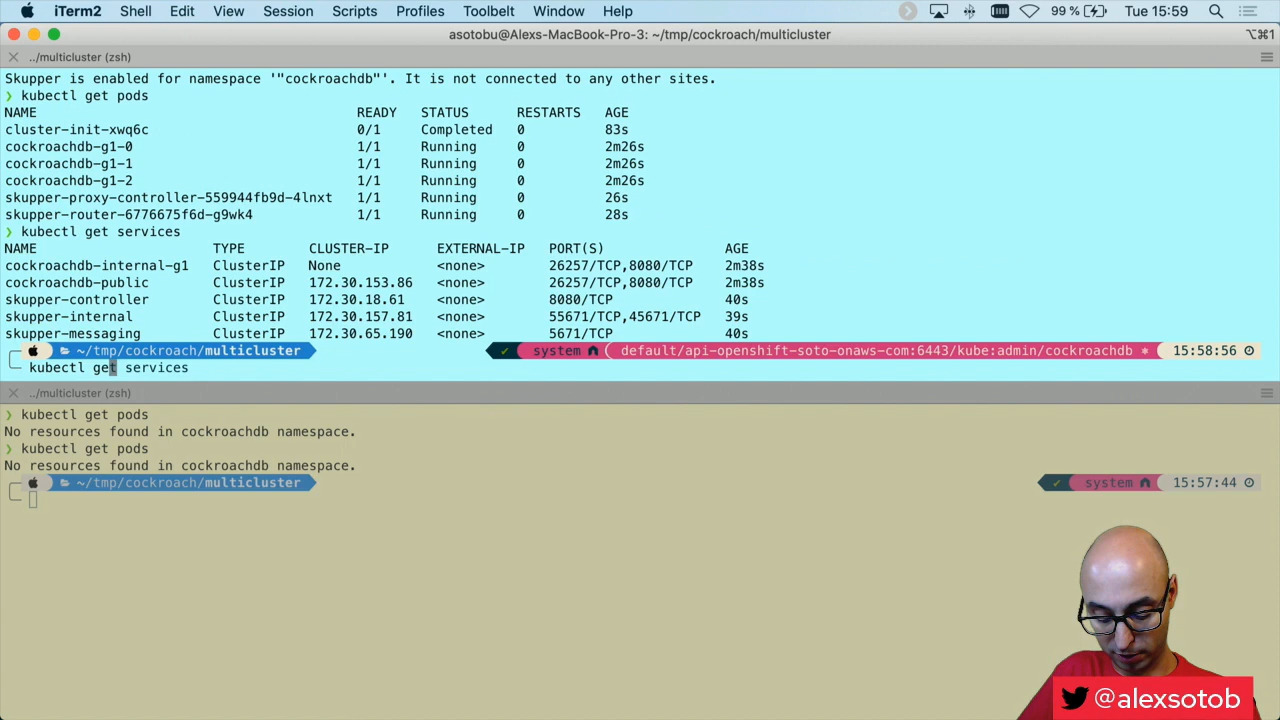 iTerm2 Shell Edit View Session Scripts Profiles Toolbelt Window Help 99 % Tue 15:59
asotobu@Alexs-MacBook-Pro-3: ~/tmp/cockroach/multicluster ⌥⌘1
../multicluster (zsh)
Skupper is enabled for namespace '"cockroachdb"'. It is not connected to any other sites.
❯ kubectl get pods
NAME READY STATUS RESTARTS AGE
cluster-init-xwq6c 0/1 Completed 0 83s
cockroachdb-g1-0 1/1 Running 0 2m26s
cockroachdb-g1-1 1/1 Running 0 2m26s
cockroachdb-g1-2 1/1 Running 0 2m26s
skupper-proxy-controller-559944fb9d-4lnxt 1/1 Running 0 26s
skupper-router-6776675f6d-g9wk4 1/1 Running 0 28s
❯ kubectl get services
NAME TYPE CLUSTER-IP EXTERNAL-IP PORT(S) AGE
cockroachdb-internal-g1 ClusterIP None <none> 26257/TCP,8080/TCP 2m38s
cockroachdb-public ClusterIP 172.30.153.86 <none> 26257/TCP,8080/TCP 2m38s
skupper-controller ClusterIP 172.30.18.61 <none> 8080/TCP 40s
skupper-internal ClusterIP 172.30.157.81 <none> 55671/TCP,45671/TCP 39s
skupper-messaging ClusterIP 172.30.65.190 <none> 5671/TCP 40s
~/tmp/cockroach/multicluster ✓ system default/api-openshift-soto-onaws-com:6443/kube:admin/cockroachdb ⎈ 15:58:56
kubectl get services
../multicluster (zsh)
❯ kubectl get pods
No resources found in cockroachdb namespace.
❯ kubectl get pods
No resources found in cockroachdb namespace.
~/tmp/cockroach/multicluster ✓ system 15:57:44
@alexsotob